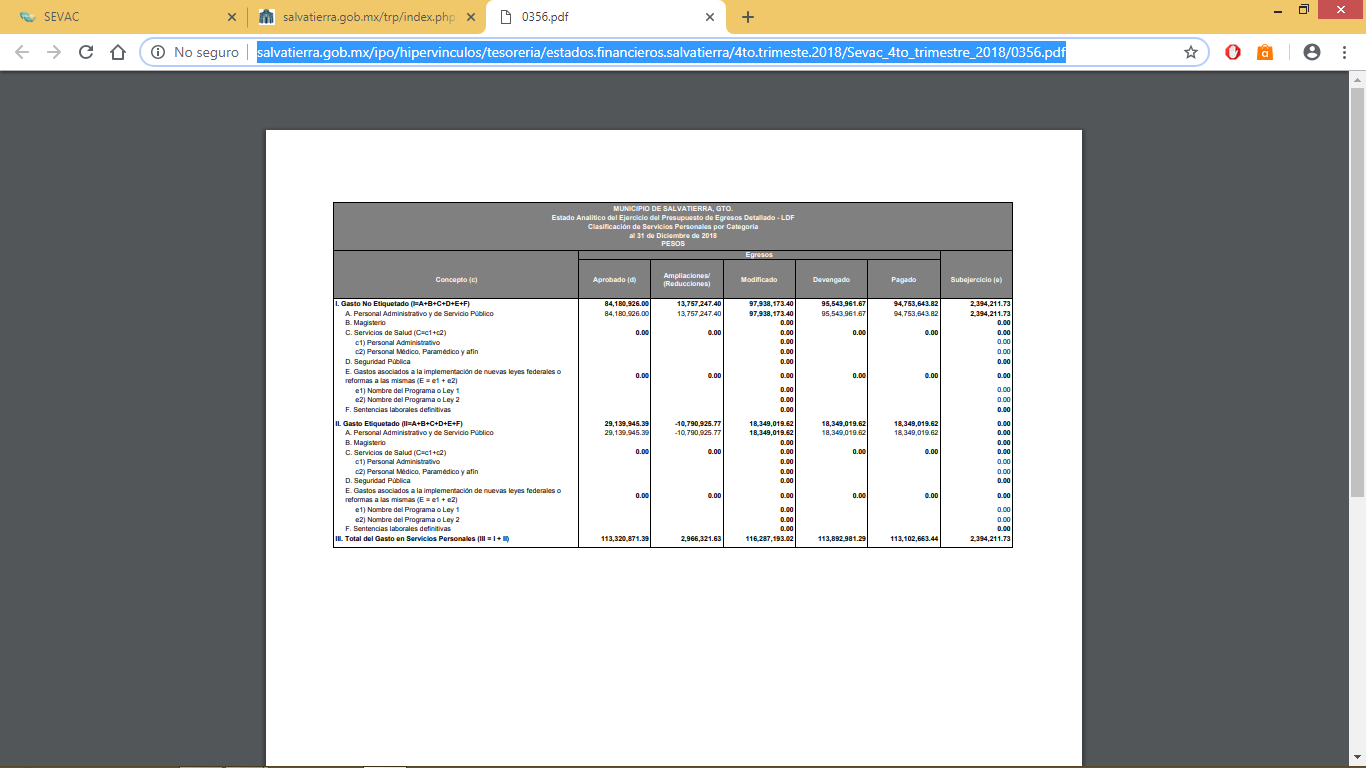 SEVAC
salvatierra.gob.mx/trp/index.php
0356.pdf
No seguro
salvatierra.gob.mx/ipo/hipervinculos/tesoreria/estados.financieros.salvatierra/4to.trimeste.2018/Sevac_4to_trimestre_2018/0356.pdf
MUNICIPIO DE SALVATIERRA, GTO.
Estado Analítico del Ejercicio del Presupuesto de Egresos Detallado - LDF
Clasificación de Servicios Personales por Categoría
al 31 de Diciembre de 2018
PESOS
Egresos
Concepto (c) Aprobado (d) Ampliaciones/ (Reducciones) Modificado Devengado Pagado Subejercicio (e)
I. Gasto No Etiquetado (I=A+B+C+D+E+F) 84,180,926.00 13,757,247.40 97,938,173.40 95,543,961.67 94,753,643.82 2,394,211.73
A. Personal Administrativo y de Servicio Público 84,180,926.00 13,757,247.40 97,938,173.40 95,543,961.67 94,753,643.82 2,394,211.73
B. Magisterio 0.00 0.00
C. Servicios de Salud (C=c1+c2) 0.00 0.00 0.00 0.00 0.00 0.00
c1) Personal Administrativo 0.00 0.00
c2) Personal Médico, Paramédico y afín 0.00 0.00
D. Seguridad Pública 0.00 0.00
E. Gastos asociados a la implementación de nuevas leyes federales o
reformas a las mismas (E = e1 + e2) 0.00 0.00 0.00 0.00 0.00 0.00
e1) Nombre del Programa o Ley 1 0.00 0.00
e2) Nombre del Programa o Ley 2 0.00 0.00
F. Sentencias laborales definitivas 0.00 0.00
II. Gasto Etiquetado (II=A+B+C+D+E+F) 29,139,945.39 -10,790,925.77 18,349,019.62 18,349,019.62 18,349,019.62 0.00
A. Personal Administrativo y de Servicio Público 29,139,945.39 -10,790,925.77 18,349,019.62 18,349,019.62 18,349,019.62 0.00
B. Magisterio 0.00 0.00
C. Servicios de Salud (C=c1+c2) 0.00 0.00 0.00 0.00 0.00 0.00
c1) Personal Administrativo 0.00 0.00
c2) Personal Médico, Paramédico y afín 0.00 0.00
D. Seguridad Pública 0.00 0.00
E. Gastos asociados a la implementación de nuevas leyes federales o
reformas a las mismas (E = e1 + e2) 0.00 0.00 0.00 0.00 0.00 0.00
e1) Nombre del Programa o Ley 1 0.00 0.00
e2) Nombre del Programa o Ley 2 0.00 0.00
F. Sentencias laborales definitivas 0.00 0.00
III. Total del Gasto en Servicios Personales (III = I + II) 113,320,871.39 2,966,321.63 116,287,193.02 113,892,981.29 113,102,663.44 2,394,211.73